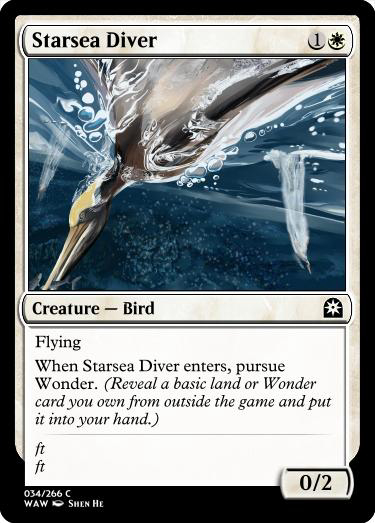 Starsea Diver 1
Creature — Bird
Flying
When Starsea Diver enters, pursue
Wonder. (Reveal a basic land or Wonder
card you own from outside the game and put
it into your hand.)
ft
ft
0/2
034/266 C
WAW Shen He